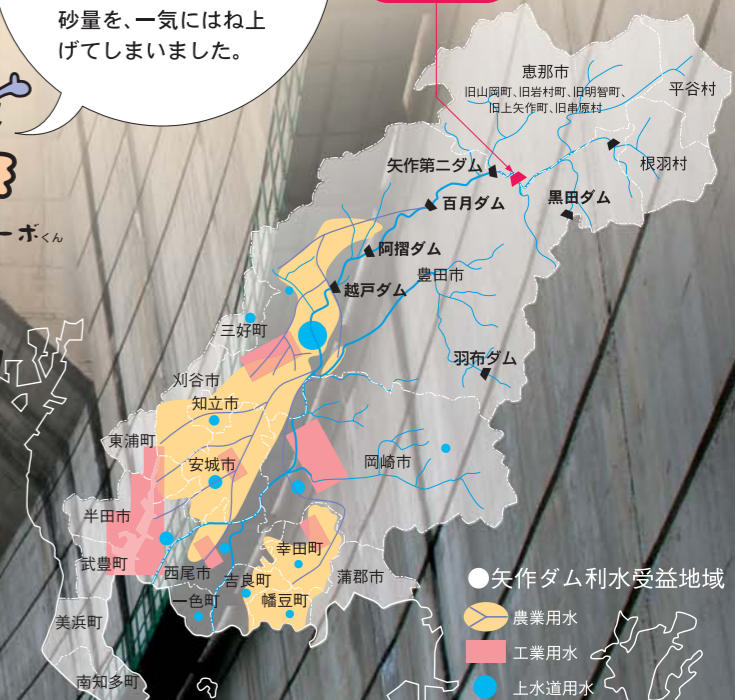 砂量を、一気にはね上
げてしまいました。
ーボくん
恵那市
旧山岡町、旧岩村町、旧明智町、
旧上矢作町、旧串原村
平谷村
根羽村
矢作第二ダム
百月ダム
黒田ダム
阿摺ダム
豊田市
越戸ダム
三好町
羽布ダム
刈谷市
知立市
東浦町
安城市
岡崎市
半田市
武豊町
西尾市
幸田町
吉良町
蒲郡市
一色町
幡豆町
美浜町
南知多町
●矢作ダム利水受益地域
農業用水
工業用水
上水道用水